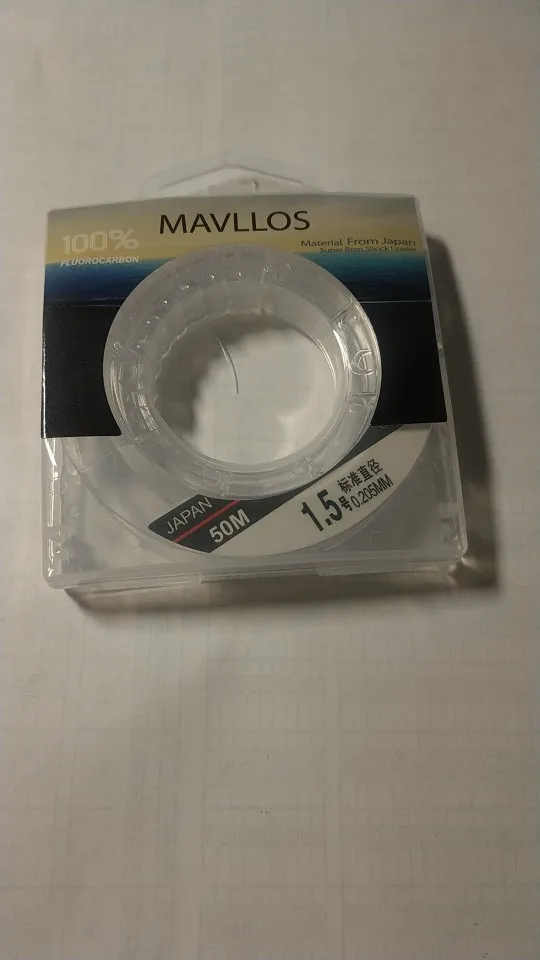 MAVLLOS
100%
FLUOROCARBON
Material From Japan
Super Bron Shock Leader
JAPAN
50M
1.5号
标准直径
0.205MM